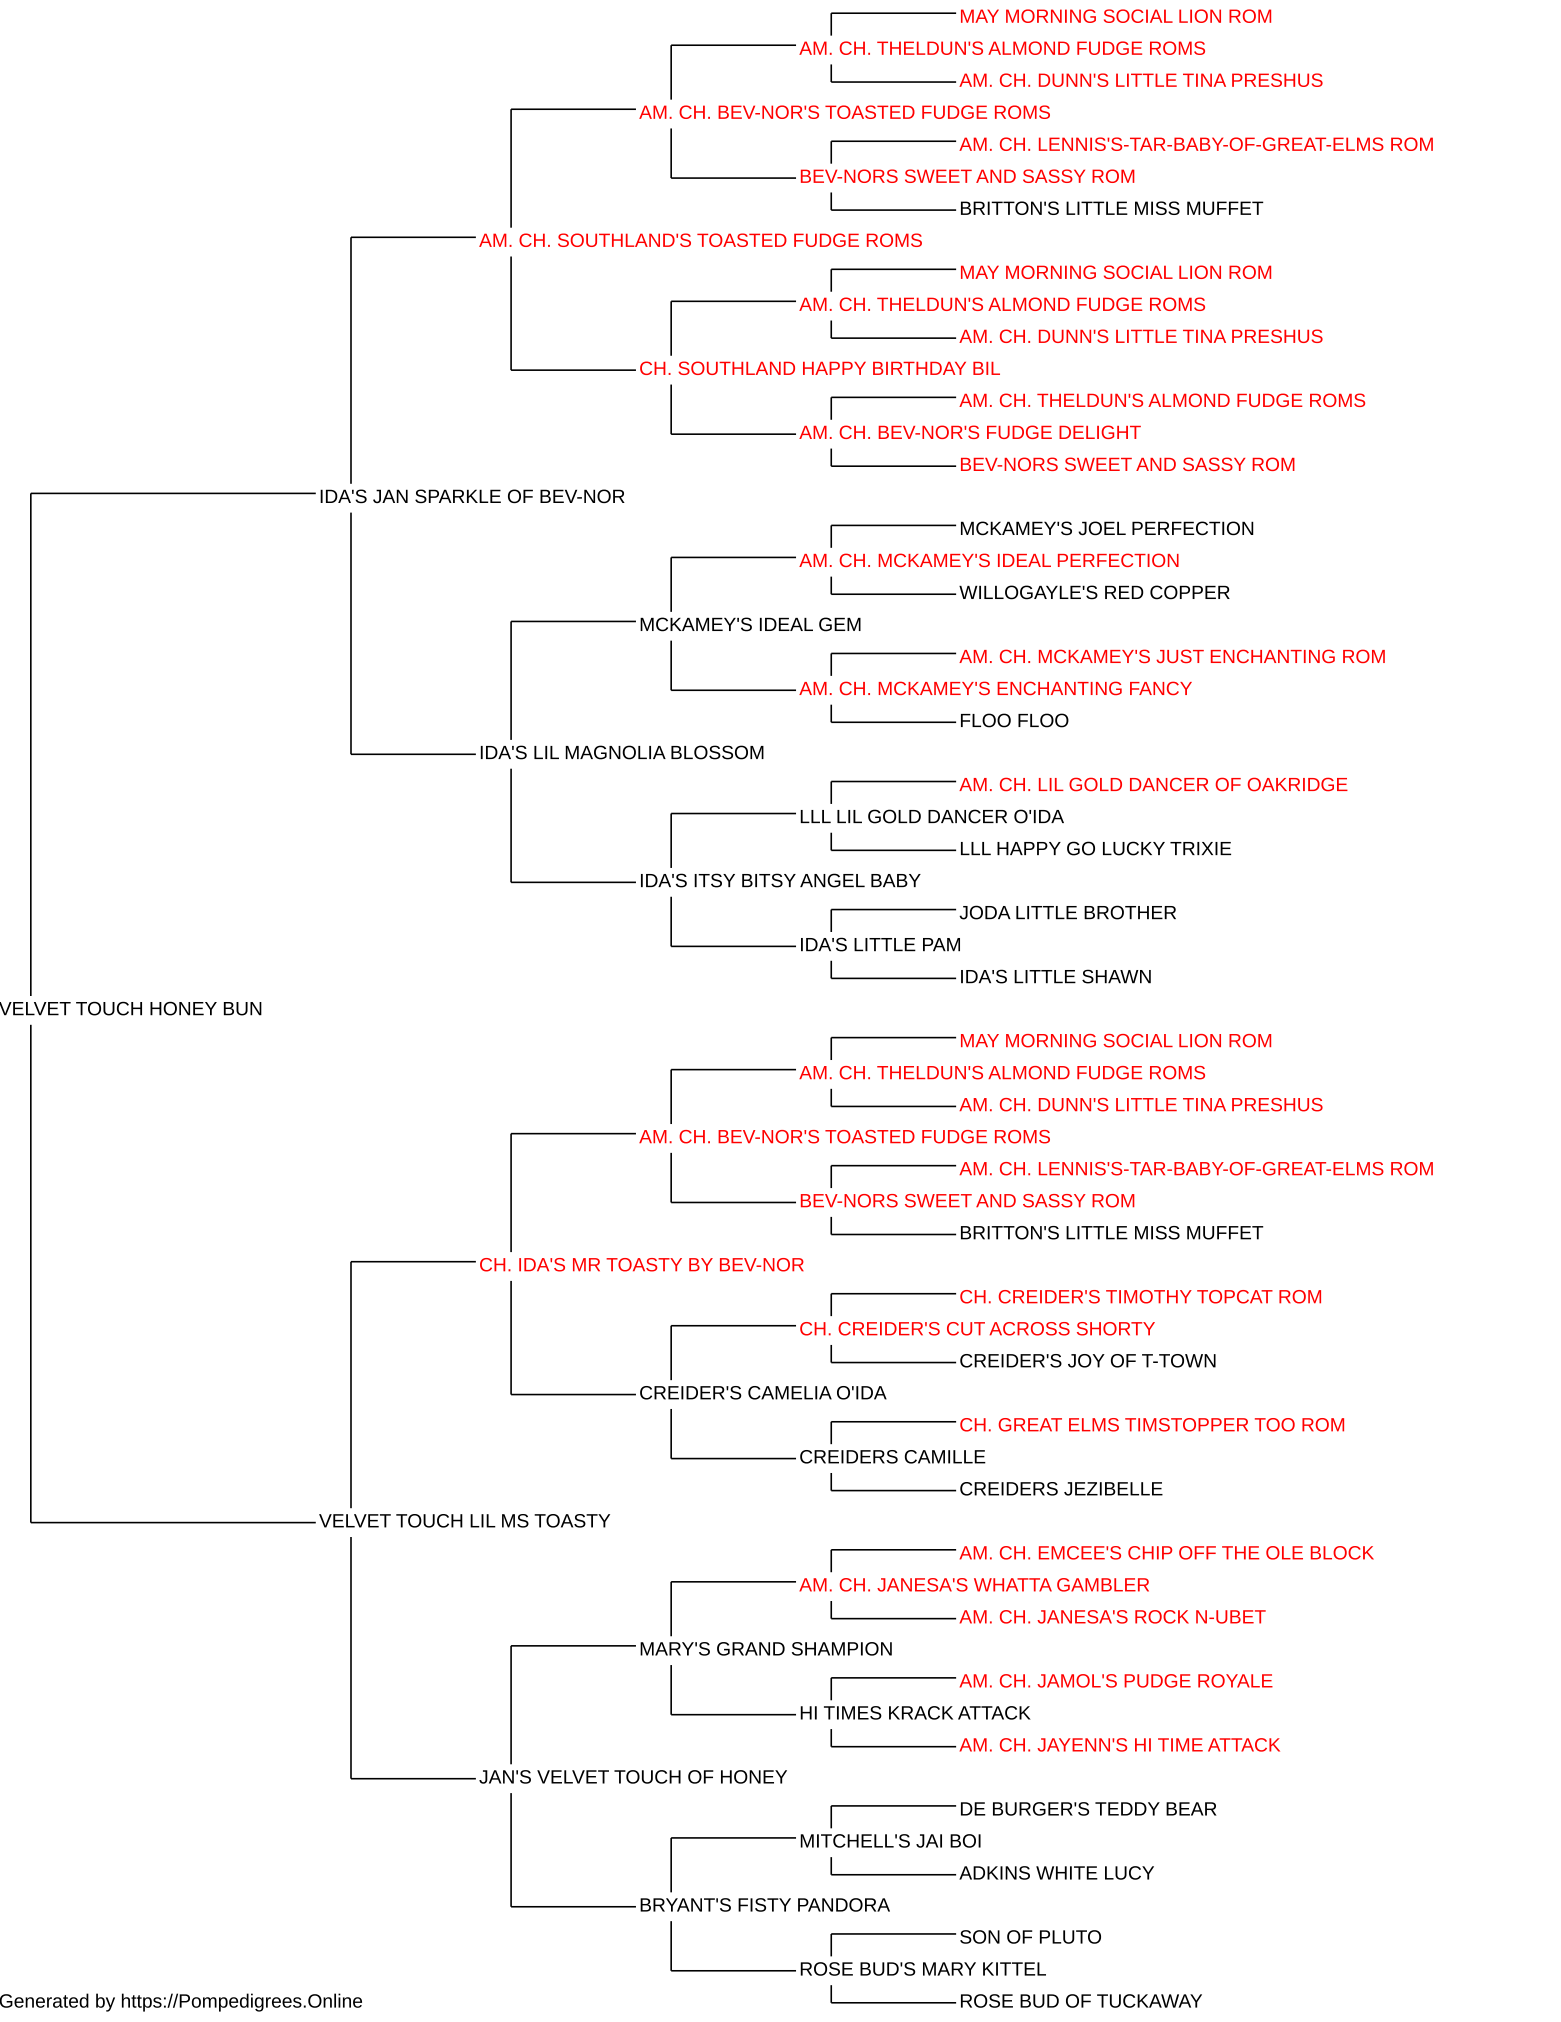 MAY MORNING SOCIAL LION ROM
AM. CH. THELDUN'S ALMOND FUDGE ROMS
AM. CH. DUNN'S LITTLE TINA PRESHUS
AM. CH. BEV-NOR'S TOASTED FUDGE ROMS
AM. CH. LENNIS'S-TAR-BABY-OF-GREAT-ELMS ROM
BEV-NORS SWEET AND SASSY ROM
BRITTON'S LITTLE MISS MUFFET
AM. CH. SOUTHLAND'S TOASTED FUDGE ROMS
MAY MORNING SOCIAL LION ROM
AM. CH. THELDUN'S ALMOND FUDGE ROMS
AM. CH. DUNN'S LITTLE TINA PRESHUS
CH. SOUTHLAND HAPPY BIRTHDAY BIL
AM. CH. THELDUN'S ALMOND FUDGE ROMS
AM. CH. BEV-NOR'S FUDGE DELIGHT
BEV-NORS SWEET AND SASSY ROM
IDA'S JAN SPARKLE OF BEV-NOR
MCKAMEY'S JOEL PERFECTION
AM. CH. MCKAMEY'S IDEAL PERFECTION
WILLOGAYLE'S RED COPPER
MCKAMEY'S IDEAL GEM
AM. CH. MCKAMEY'S JUST ENCHANTING ROM
AM. CH. MCKAMEY'S ENCHANTING FANCY
FLOO FLOO
IDA'S LIL MAGNOLIA BLOSSOM
AM. CH. LIL GOLD DANCER OF OAKRIDGE
LLL LIL GOLD DANCER O'IDA
LLL HAPPY GO LUCKY TRIXIE
IDA'S ITSY BITSY ANGEL BABY
JODA LITTLE BROTHER
IDA'S LITTLE PAM
IDA'S LITTLE SHAWN
VELVET TOUCH HONEY BUN
MAY MORNING SOCIAL LION ROM
AM. CH. THELDUN'S ALMOND FUDGE ROMS
AM. CH. DUNN'S LITTLE TINA PRESHUS
AM. CH. BEV-NOR'S TOASTED FUDGE ROMS
AM. CH. LENNIS'S-TAR-BABY-OF-GREAT-ELMS ROM
BEV-NORS SWEET AND SASSY ROM
BRITTON'S LITTLE MISS MUFFET
CH. IDA'S MR TOASTY BY BEV-NOR
CH. CREIDER'S TIMOTHY TOPCAT ROM
CH. CREIDER'S CUT ACROSS SHORTY
CREIDER'S JOY OF T-TOWN
CREIDER'S CAMELIA O'IDA
CH. GREAT ELMS TIMSTOPPER TOO ROM
CREIDERS CAMILLE
CREIDERS JEZIBELLE
VELVET TOUCH LIL MS TOASTY
AM. CH. EMCEE'S CHIP OFF THE OLE BLOCK
AM. CH. JANESA'S WHATTA GAMBLER
AM. CH. JANESA'S ROCK N-UBET
MARY'S GRAND SHAMPION
AM. CH. JAMOL'S PUDGE ROYALE
HI TIMES KRACK ATTACK
AM. CH. JAYENN'S HI TIME ATTACK
JAN'S VELVET TOUCH OF HONEY
DE BURGER'S TEDDY BEAR
MITCHELL'S JAI BOI
ADKINS WHITE LUCY
BRYANT'S FISTY PANDORA
SON OF PLUTO
ROSE BUD'S MARY KITTEL
ROSE BUD OF TUCKAWAY
Generated by https://Pompedigrees.Online